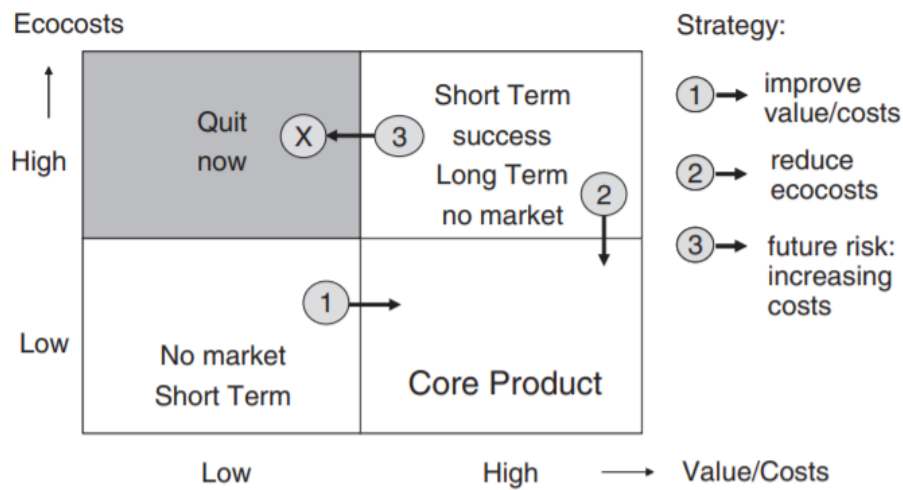 Ecocosts
Strategy:
High
Low
Quit
now
X
3
Short Term
success
Long Term
no market
2
1
No market
Short Term
Core Product
Low
High
Value/Costs
1
improve
value/costs
2
reduce
ecocosts
3
future risk:
increasing
costs